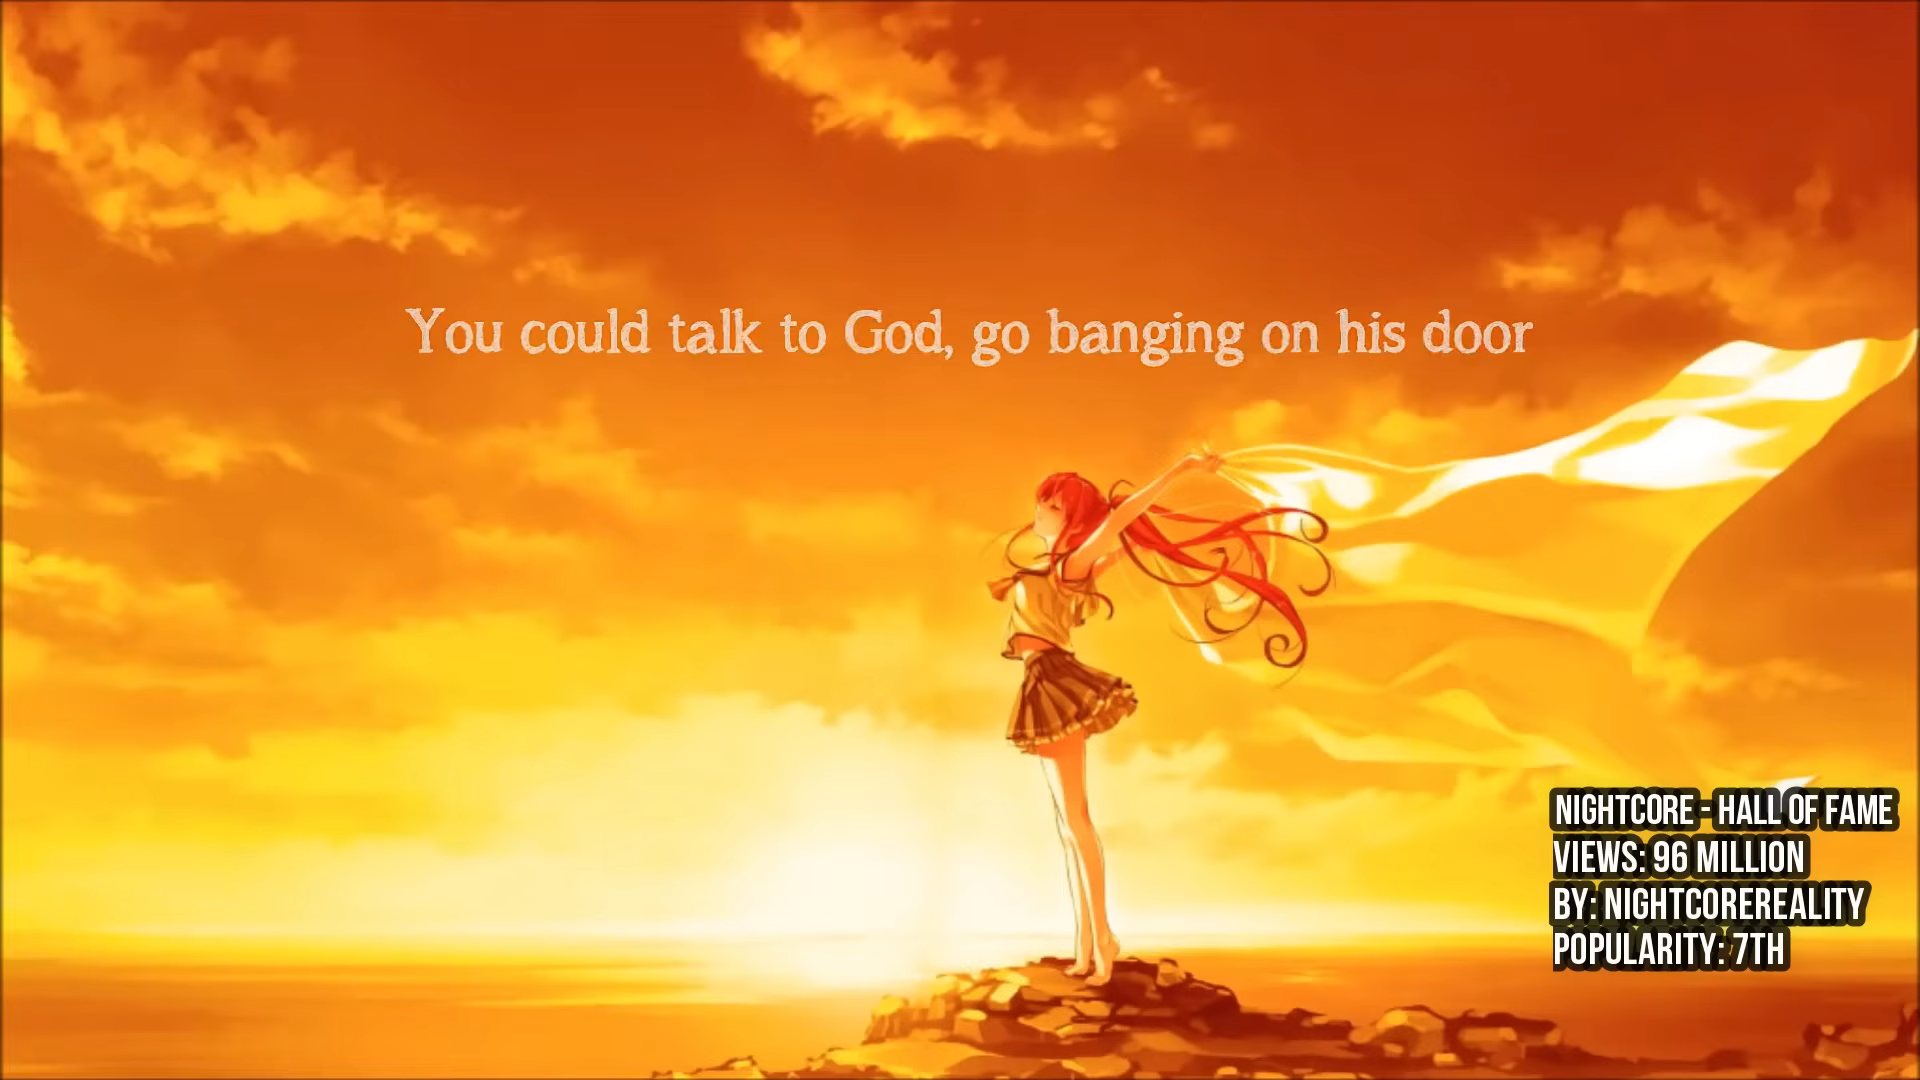 You could talk to God, go banging on his door
NIGHTCORE - HALL OF FAME
VIEWS: 96 MILLION
BY: NIGHTCOREREALITY
POPULARITY: 7TH